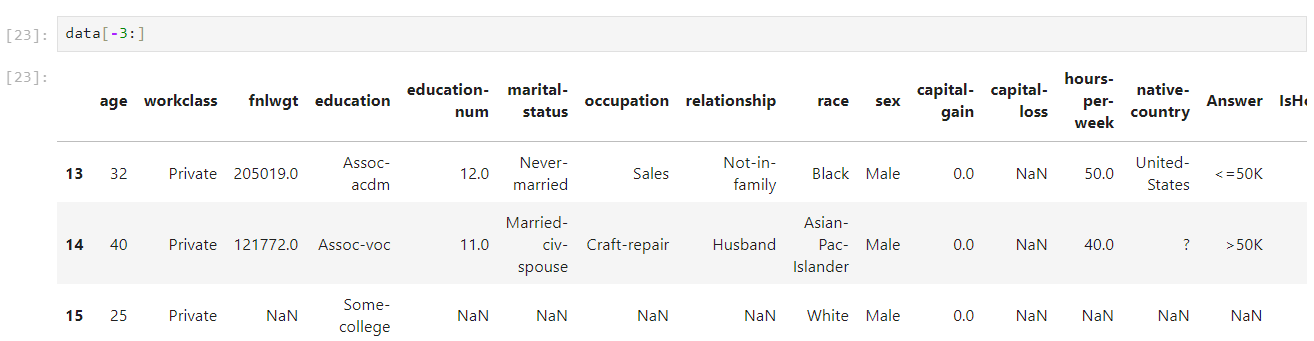 [23]: data[-3:]
[23]:
age workclass fnlwgt education education-num marital-status occupation relationship race sex capital-gain capital-loss hours-per-week native-country Answer IsHo
13 32 Private 205019.0 Assoc-acdm 12.0 Never-married Sales Not-in-family Black Male 0.0 NaN 50.0 United-States <=50K
14 40 Private 121772.0 Assoc-voc 11.0 Married-civ-spouse Craft-repair Husband Asian-Pac-Islander Male 0.0 NaN 40.0 ? >50K
15 25 Private NaN Some-college NaN NaN NaN NaN White Male 0.0 NaN NaN NaN NaN